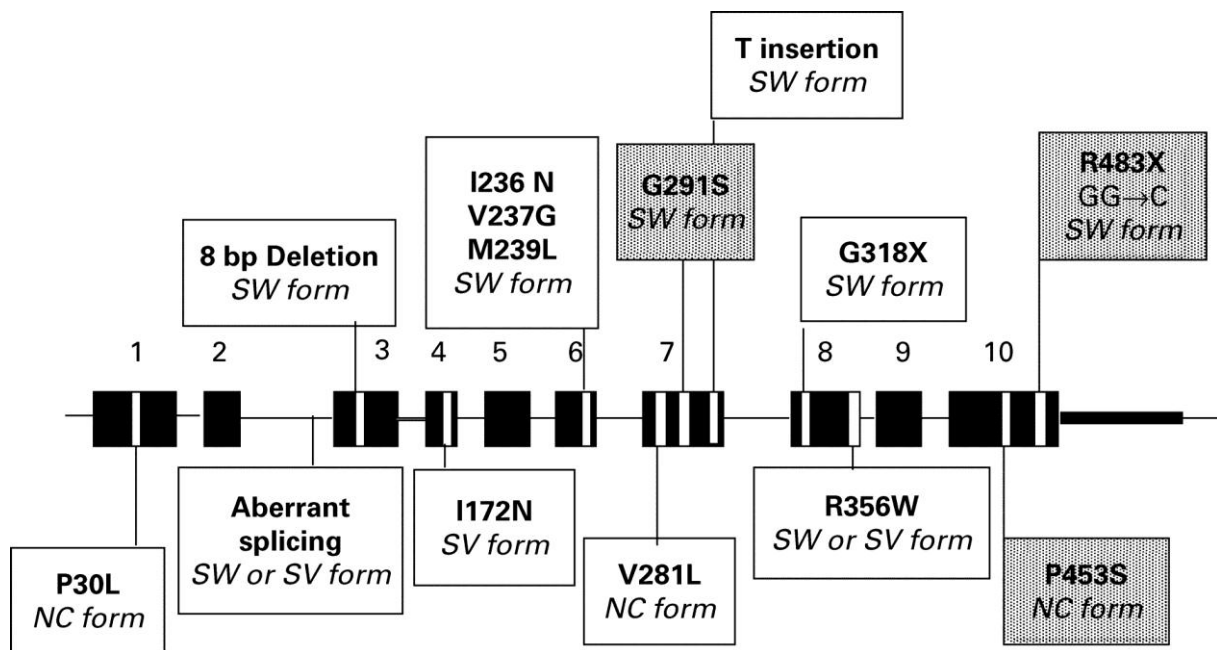 T insertion
SW form
I236 N
V237G
M239L
SW form
G291S
SW form
R483X
GG→C
SW form
8 bp Deletion
SW form
G318X
SW form
1
2
3
4
5
6
7
8
9
10
P30L
NC form
Aberrant
splicing
SW or SV form
I172N
SV form
V281L
NC form
R356W
SW or SV form
P453S
NC form